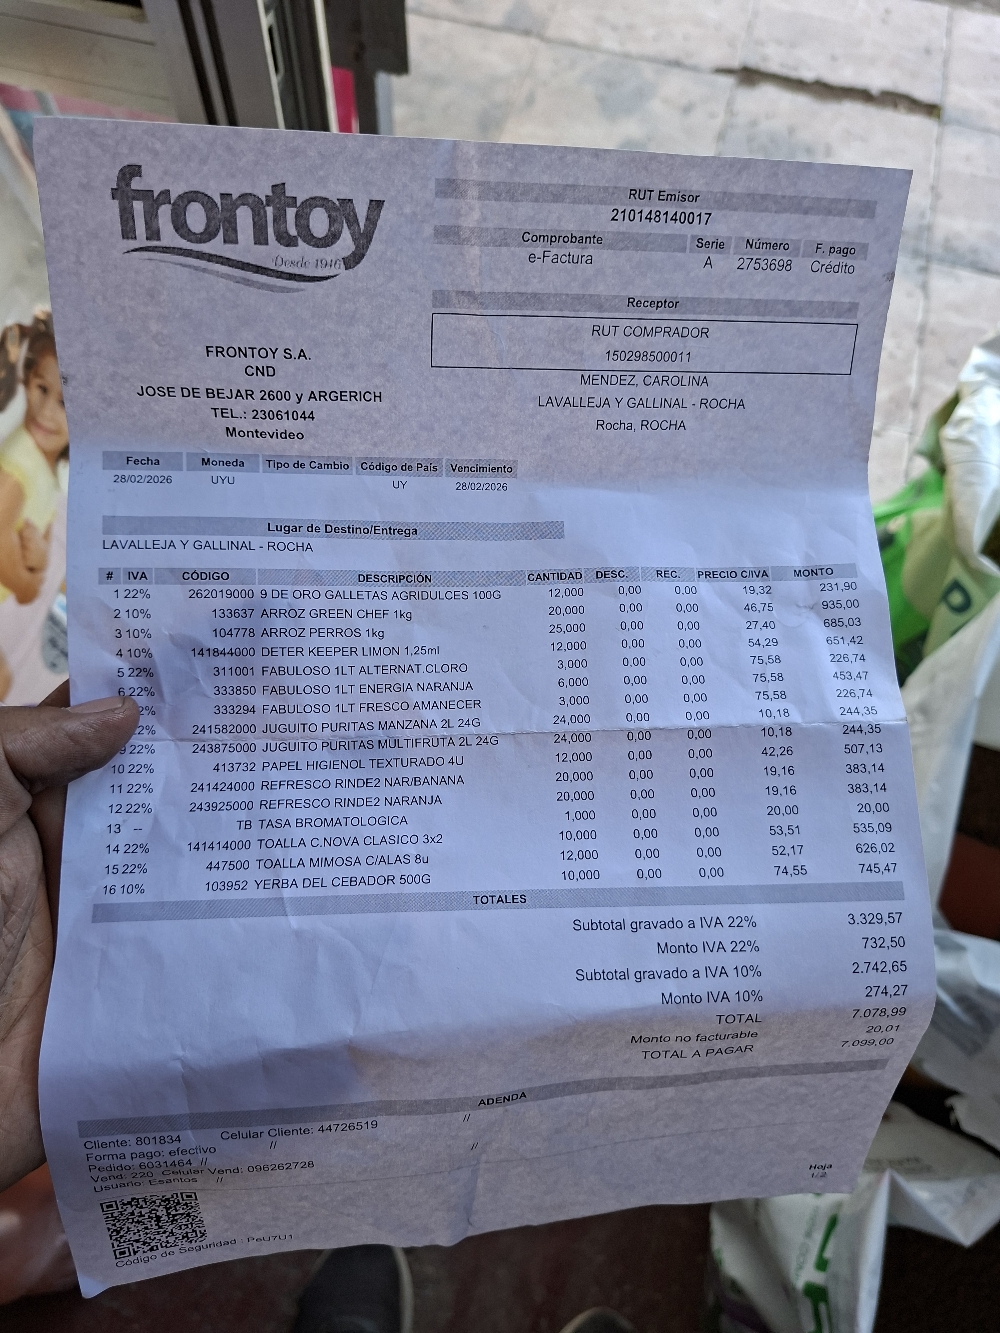 frontoy
Desde 1946
RUT Emisor
210148140017
Comprobante Serie Número F. pago
e-Factura A 2753698 Crédito
Receptor
RUT COMPRADOR
150298500011
MENDEZ, CAROLINA
LAVALLEJA Y GALLINAL - ROCHA
Rocha, ROCHA
FRONTOY S.A.
CND
JOSE DE BEJAR 2600 y ARGERICH
TEL.: 23061044
Montevideo
Fecha Moneda Tipo de Cambio Código de País Vencimiento
28/02/2026 UYU UY 28/02/2026
Lugar de Destino/Entrega
LAVALLEJA Y GALLINAL - ROCHA
# IVA CÓDIGO DESCRIPCIÓN CANTIDAD DESC. REC. PRECIO C/IVA MONTO
1 22% 262019000 9 DE ORO GALLETAS AGRIDULCES 100G 12,000 0,00 0,00 19,32 231,90
2 10% 133637 ARROZ GREEN CHEF 1kg 20,000 0,00 0,00 46,75 935,00
3 10% 104778 ARROZ PERROS 1kg 25,000 0,00 0,00 27,40 685,03
4 10% 141844000 DETER KEEPER LIMON 1,25ml 12,000 0,00 0,00 54,29 651,42
5 22% 311001 FABULOSO 1LT ALTERNAT.CLORO 3,000 0,00 0,00 75,58 226,74
6 22% 333850 FABULOSO 1LT ENERGIA NARANJA 6,000 0,00 0,00 75,58 453,47
2% 333294 FABULOSO 1LT FRESCO AMANECER 3,000 0,00 0,00 75,58 226,74
22% 241582000 JUGUITO PURITAS MANZANA 2L 24G 24,000 0,00 0,00 10,18 244,35
9 22% 243875000 JUGUITO PURITAS MULTIFRUTA 2L 24G 24,000 0,00 0,00 10,18 244,35
10 22% 413732 PAPEL HIGIENOL TEXTURADO 4U 12,000 0,00 0,00 42,26 507,13
11 22% 241424000 REFRESCO RINDE2 NAR/BANANA 20,000 0,00 0,00 19,16 383,14
12 22% 243925000 REFRESCO RINDE2 NARANJA 20,000 0,00 0,00 19,16 383,14
13 -- TB TASA BROMATOLOGICA 1,000 0,00 0,00 20,00 20,00
14 22% 141414000 TOALLA C.NOVA CLASICO 3x2 10,000 0,00 0,00 53,51 535,09
15 22% 447500 TOALLA MIMOSA C/ALAS 8u 12,000 0,00 0,00 52,17 626,02
16 10% 103952 YERBA DEL CEBADOR 500G 10,000 0,00 0,00 74,55 745,47
TOTALES
Subtotal gravado a IVA 22% 3.329,57
Monto IVA 22% 732,50
Subtotal gravado a IVA 10% 2.742,65
Monto IVA 10% 274,27
TOTAL 7.078,99
Monto no facturable 20,01
TOTAL A PAGAR 7.099,00
ADENDA
Cliente: 801834 Celular Cliente: 44726519 //
Forma pago: efectivo //
Pedido: 6031464 // //
Vend: 220 Celular Vend: 096262728
Usuario: Esantos //
Hoja
1/2
Código de Seguridad : PeU7U1
P